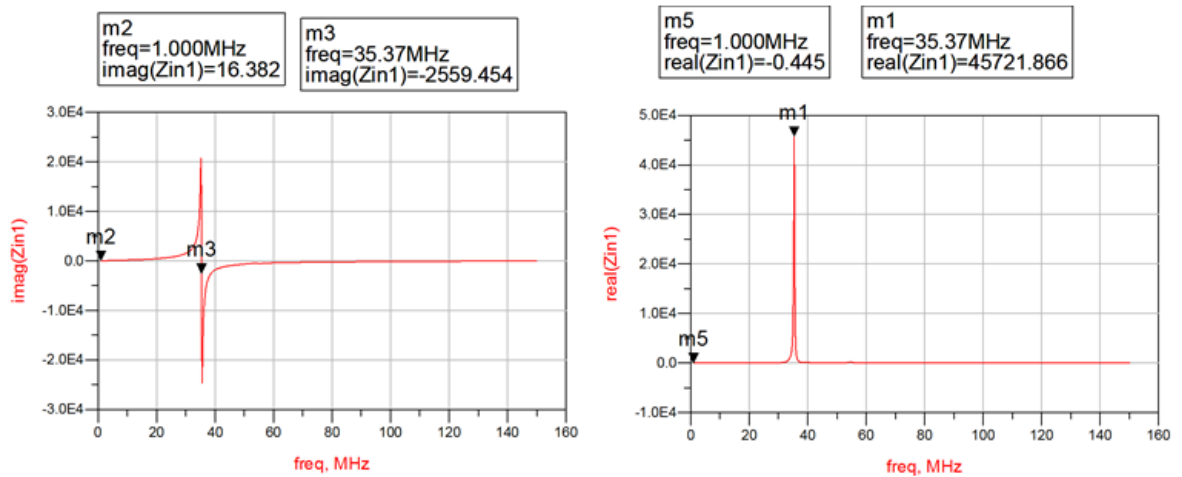 m2
freq=1.000MHz
imag(Zin1)=16.382
m3
freq=35.37MHz
imag(Zin1)=-2559.454
3.0E4
2.0E4
1.0E4
0.0
-1.0E4
-2.0E4
-3.0E4
imag(Zin1)
m2
m3
0 20 40 60 80 100 120 140 160
freq, MHz
m5
freq=1.000MHz
real(Zin1)=-0.445
m1
freq=35.37MHz
real(Zin1)=45721.866
5.0E4
4.0E4
3.0E4
2.0E4
1.0E4
0.0
-1.0E4
real(Zin1)
m1
m5
0 20 40 60 80 100 120 140 160
freq, MHz